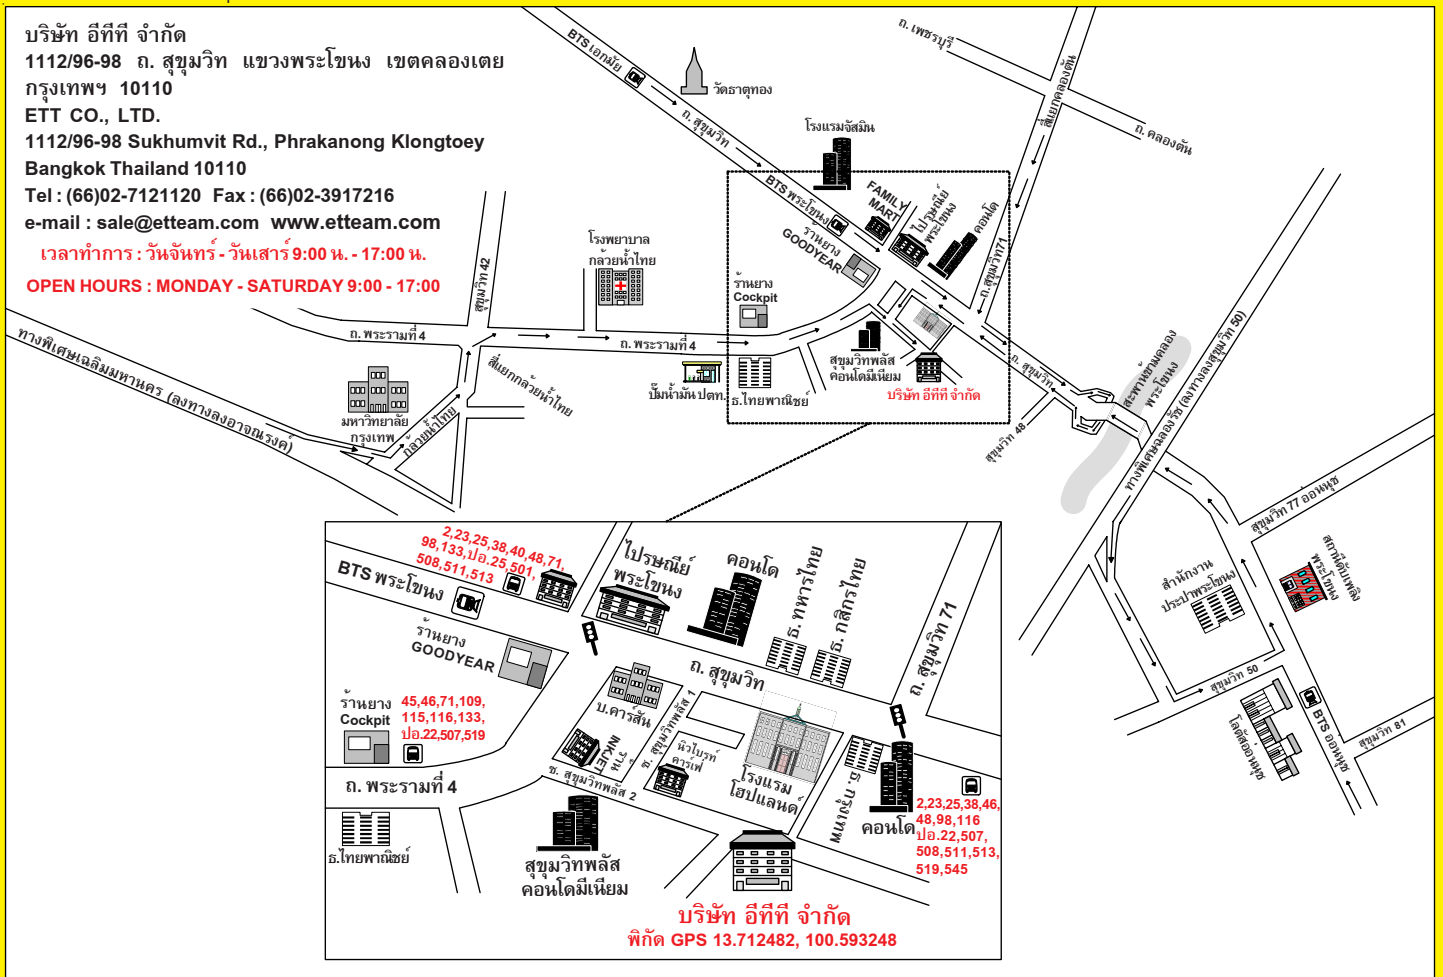 บริษัท อีทีที จำกัด
1112/96-98 ถ. สุขุมวิท แขวงพระโขนง เขตคลองเตย
กรุงเทพฯ 10110
ETT CO., LTD.
1112/96-98 Sukhumvit Rd., Phrakanong Klongtoey
Bangkok Thailand 10110
Tel : (66)02-7121120 Fax : (66)02-3917216
e-mail : sale@etteam.com www.etteam.com
เวลาทำการ : วันจันทร์ - วันเสาร์ 9:00 น. - 17:00 น.
OPEN HOURS : MONDAY - SATURDAY 9:00 - 17:00
BTS เอกมัย
วัดธาตุทอง
ถ. สุขุมวิท
ถ. เพชรบุรี
สี่แยกคลองตัน
ถ. คลองตัน
โรงแรมจัสมิน
BTS พระโขนง
FAMILY
MART
ไปรษณีย์
พระโขนง
คอนโด
ร้านยาง
GOODYEAR
ถ.สุขุมวิท71
โรงพยาบาล
กล้วยน้ำไทย
สุขุมวิท 42
ร้านยาง
Cockpit
ถ. พระรามที่ 4
ถ. พระรามที่ 4
ทางพิเศษเฉลิมมหานคร (ลงทางลงอาจณรงค์)
สี่แยกกล้วยน้ำไทย
มหาวิทยาลัย
กรุงเทพ
กล้วยน้ำไทย
ปั๊มน้ำมัน ปตท.
ธ.ไทยพาณิชย์
สุขุมวิทพลัส
คอนโดมีเนียม
บริษัท อีทีที จำกัด
ถ. สุขุมวิท
สุขุมวิท 48
สะพานข้ามคลอง
พระโขนง
ทางพิเศษฉลองรัช (ลงทางลงสุขุมวิท 50)
สุขุมวิท 77 อ่อนนุช
สำนักงาน
ประปาพระโขนง
สถานีดับเพลิง
พระโขนง
สุขุมวิท 50
โลตัสอ่อนนุช
BTS อ่อนนุช
สุขุมวิท 81
2,23,25,38,40,48,71,
98,133,ปอ.25,501,
508,511,513
BTS พระโขนง
ไปรษณีย์
พระโขนง
คอนโด
ธ. ทหารไทย
ธ. กสิกรไทย
ถ. สุขุมวิท 71
ร้านยาง
GOODYEAR
ถ. สุขุมวิท
ร้านยาง
Cockpit
45,46,71,109,
115,116,133,
ปอ.22,507,519
บ.คาร์สัน
ร้าน
INKJET
ซ. สุขุมวิทพลัส 1
นิวไบรท์
คาร์เฟ่
โรงแรม
โฮปแลนด์
ธ. กรุงเทพ
คอนโด
2,23,25,38,46,
48,98,116
ปอ.22,507,
508,511,513,
519,545
ถ. พระรามที่ 4
ซ. สุขุมวิทพลัส 2
ธ.ไทยพาณิชย์
สุขุมวิทพลัส
คอนโดมีเนียม
บริษัท อีทีที จำกัด
พิกัด GPS 13.712482, 100.593248